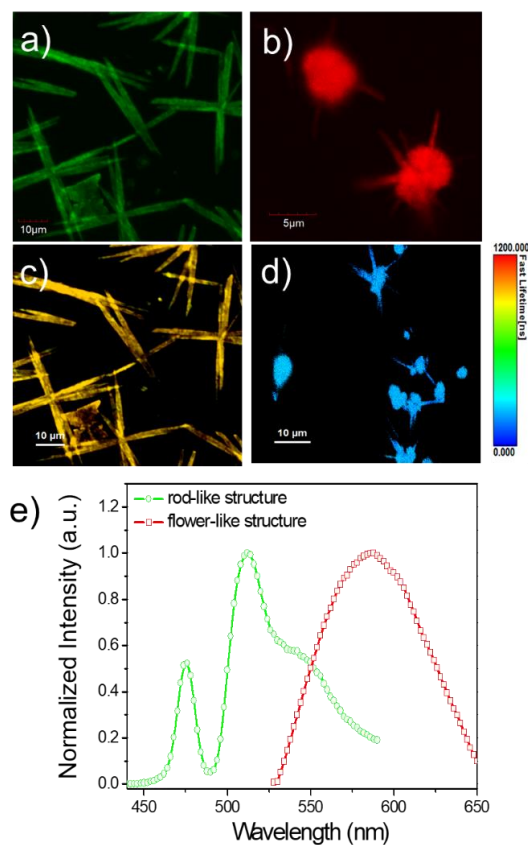 a)
10μm
b)
5μm
c)
10 μm
d)
10 μm
1200.000
Fast Lifetime[ns]
0.000
e)
rod-like structure
flower-like structure
Normalized Intensity (a.u.)
1.2
1.0
0.8
0.6
0.4
0.2
0.0
450 500 550 600 650
Wavelength (nm)